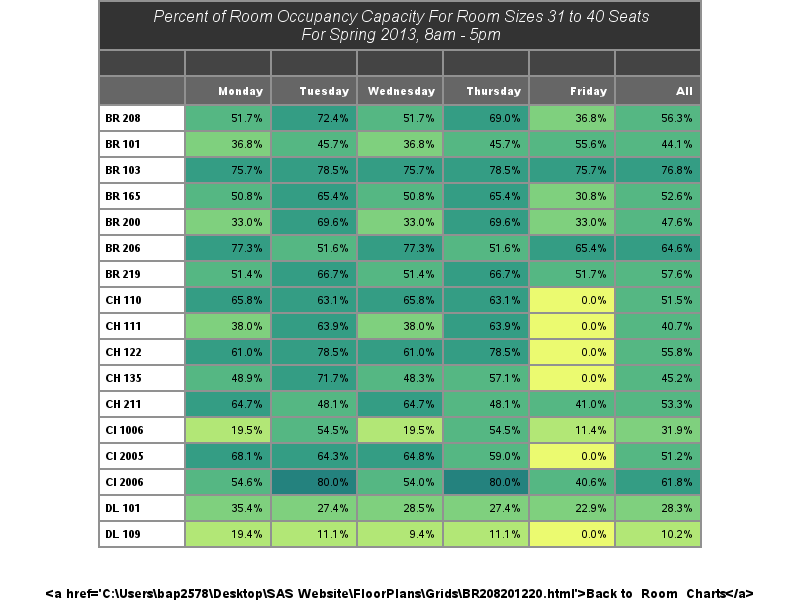 Percent of Room Occupancy Capacity For Room Sizes 31 to 40 Seats
For Spring 2013, 8am - 5pm
Monday Tuesday Wednesday Thursday Friday All
BR 208 51.7% 72.4% 51.7% 69.0% 36.8% 56.3%
BR 101 36.8% 45.7% 36.8% 45.7% 55.6% 44.1%
BR 103 75.7% 78.5% 75.7% 78.5% 75.7% 76.8%
BR 165 50.8% 65.4% 50.8% 65.4% 30.8% 52.6%
BR 200 33.0% 69.6% 33.0% 69.6% 33.0% 47.6%
BR 206 77.3% 51.6% 77.3% 51.6% 65.4% 64.6%
BR 219 51.4% 66.7% 51.4% 66.7% 51.7% 57.6%
CH 110 65.8% 63.1% 65.8% 63.1% 0.0% 51.5%
CH 111 38.0% 63.9% 38.0% 63.9% 0.0% 40.7%
CH 122 61.0% 78.5% 61.0% 78.5% 0.0% 55.8%
CH 135 48.9% 71.7% 48.3% 57.1% 0.0% 45.2%
CH 211 64.7% 48.1% 64.7% 48.1% 41.0% 53.3%
CI 1006 19.5% 54.5% 19.5% 54.5% 11.4% 31.9%
CI 2005 68.1% 64.3% 64.8% 59.0% 0.0% 51.2%
CI 2006 54.6% 80.0% 54.0% 80.0% 40.6% 61.8%
DL 101 35.4% 27.4% 28.5% 27.4% 22.9% 28.3%
DL 109 19.4% 11.1% 9.4% 11.1% 0.0% 10.2%
<a href='C:\Users\bap2578\Desktop\SAS Website\FloorPlans\Grids\BR208201220.html'>Back to Room Charts</a>